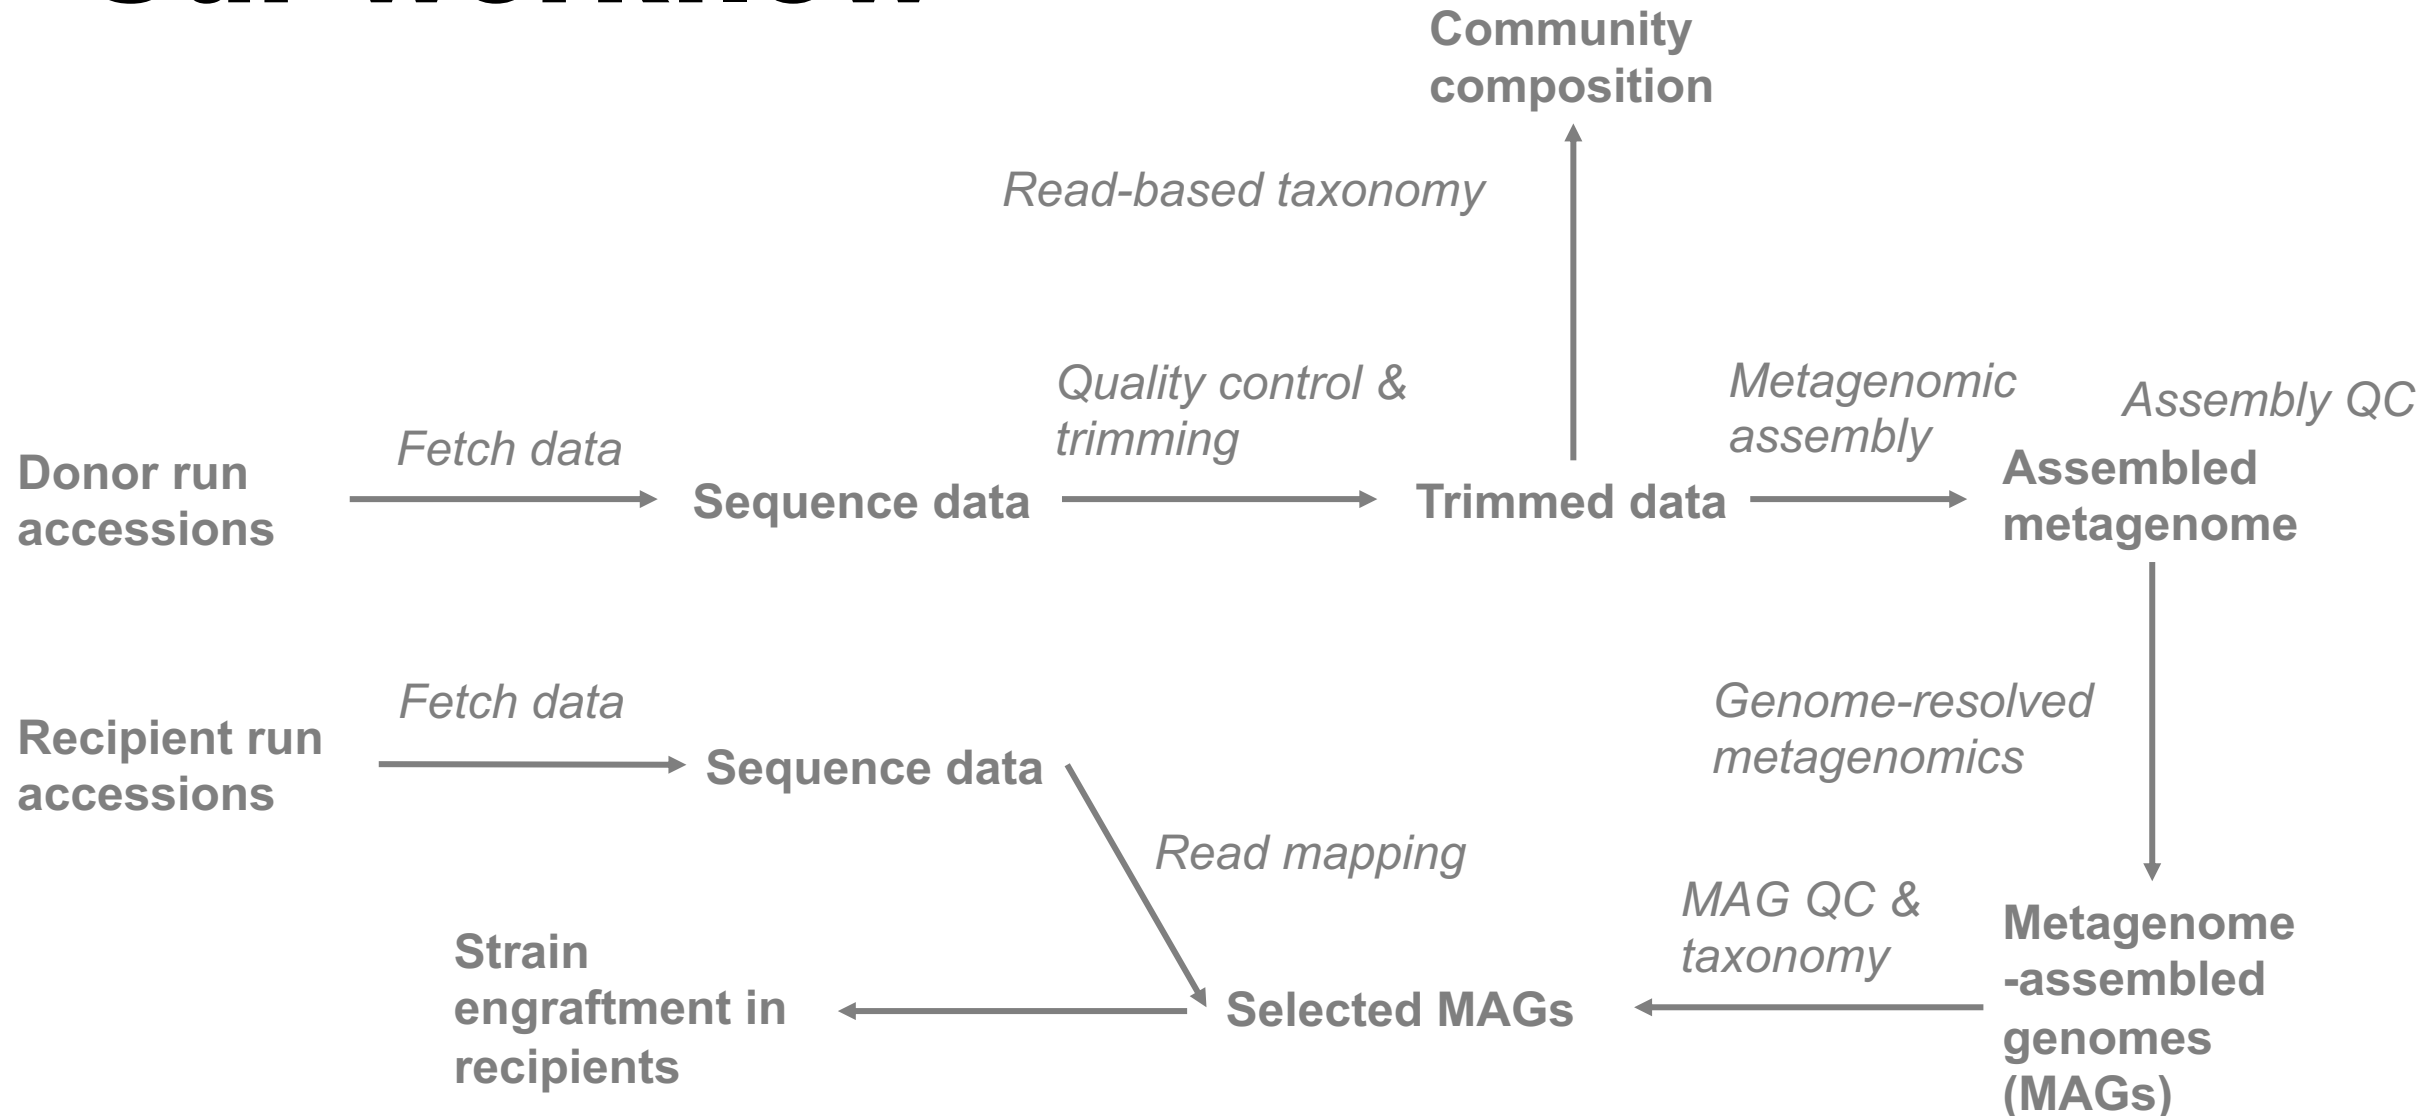 Our workflow
Community
composition
Read-based taxonomy
Quality control &
trimming
Metagenomic
assembly
Assembly QC
Fetch data
Donor run
accessions
Sequence data
Trimmed data
Assembled
metagenome
Fetch data
Recipient run
accessions
Sequence data
Genome-resolved
metagenomics
Read mapping
MAG QC &
taxonomy
Metagenome
-assembled
genomes
(MAGs)
Selected MAGs
Strain
engraftment in
recipients